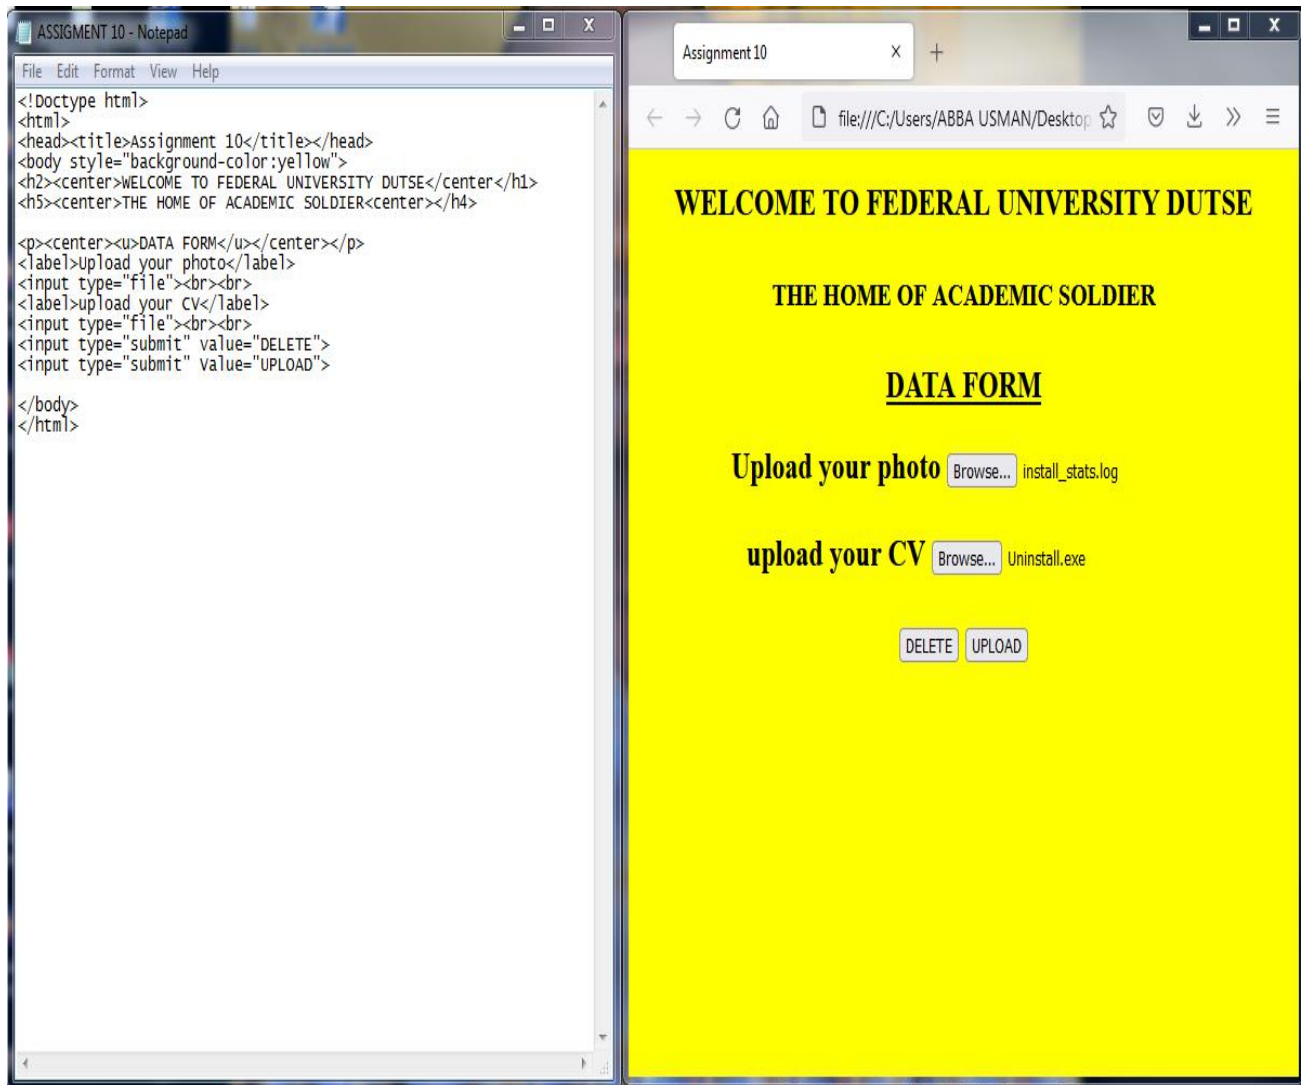 ASSIGMENT 10 - Notepad
File Edit Format View Help
<!Doctype html>
<html>
<head><title>Assignment 10</title></head>
<body style="background-color:yellow">
<h2><center>WELCOME TO FEDERAL UNIVERSITY DUTSE</center</h1>
<h5><center>THE HOME OF ACADEMIC SOLDIER<center></h4>
<p><center><u>DATA FORM</u></center></p>
<label>Upload your photo</label>
<input type="file"><br><br>
<label>upload your CV</label>
<input type="file"><br><br>
<input type="submit" value="DELETE">
<input type="submit" Value="UPLOAD">
</body>
</html>
Assignment 10
file:///C:/Users/ABBA USMAN/Desktop
WELCOME TO FEDERAL UNIVERSITY DUTSE
THE HOME OF ACADEMIC SOLDIER
DATA FORM
Upload your photo Browse... install_stats.log
upload your CV Browse... Uninstall.exe
DELETE UPLOAD